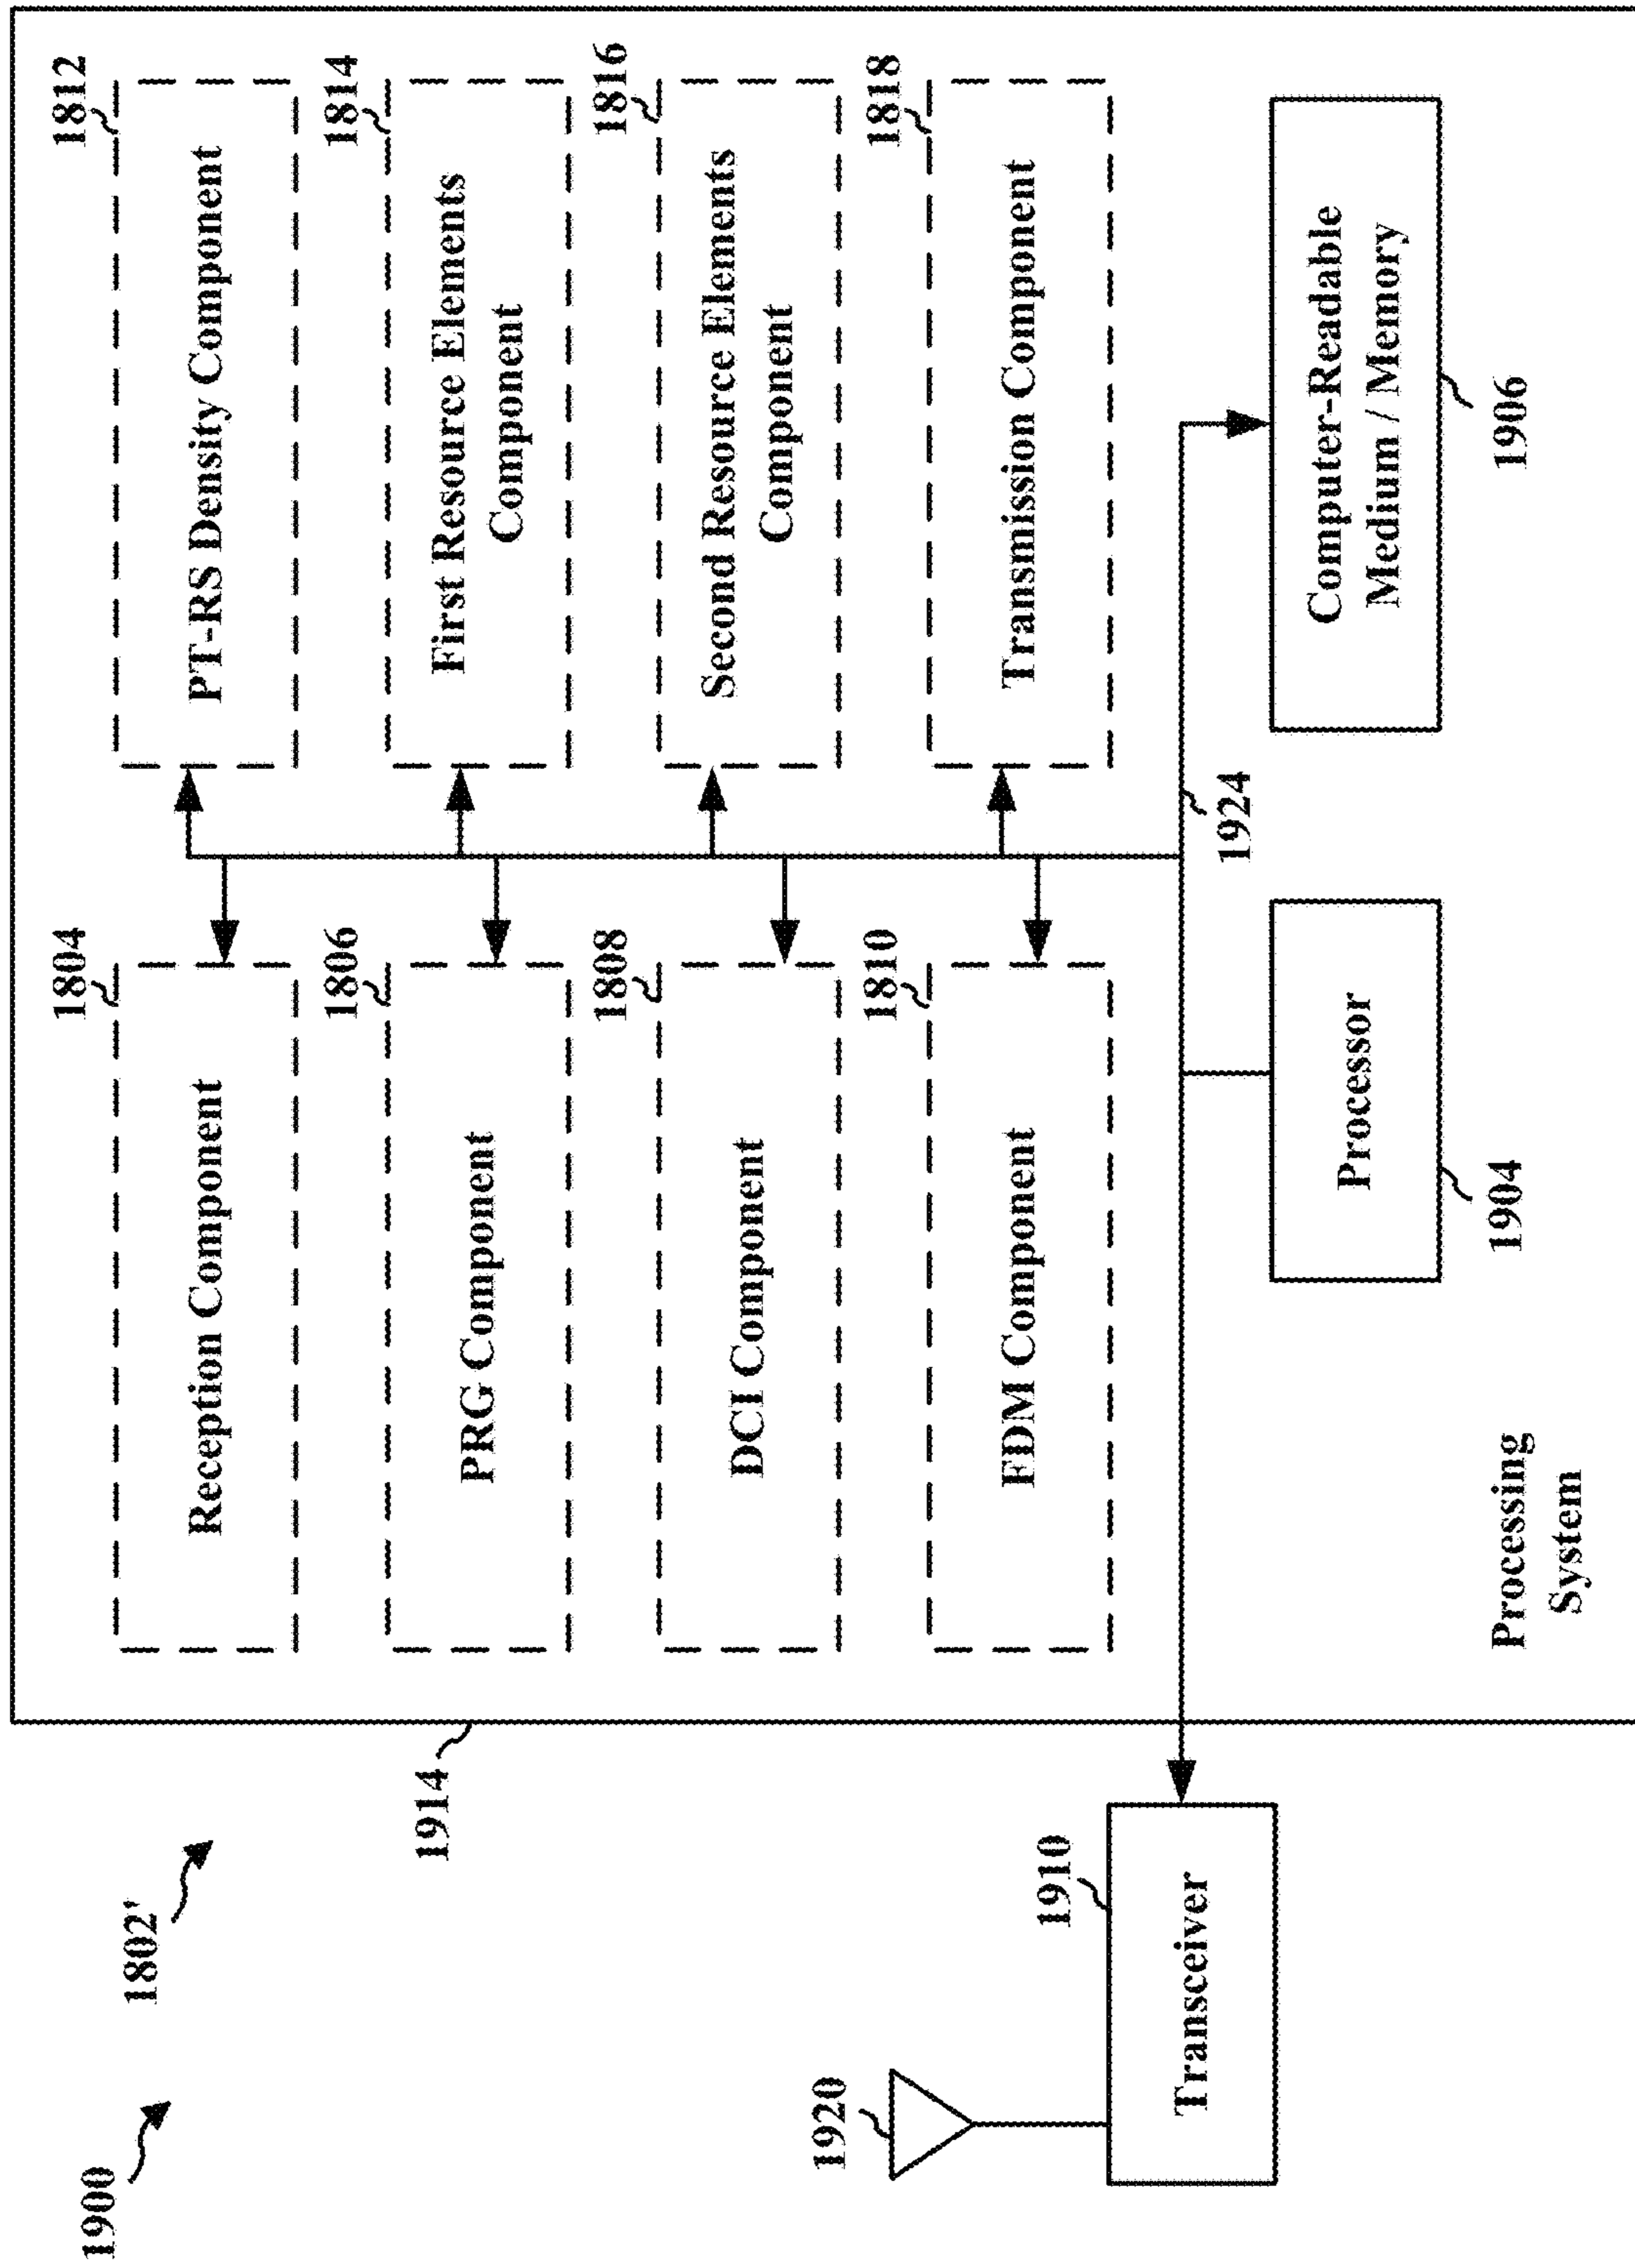 1900
1802'
1914
1804
Reception Component
1812
PT-RS Density Component
1806
PRG Component
1814
First Resource Elements
Component
1808
DCI Component
1816
Second Resource Elements
Component
1810
FDM Component
1818
Transmission Component
1920
1910
Transceiver
1924
Processor
1904
Computer-Readable
Medium / Memory
1906
Processing
System